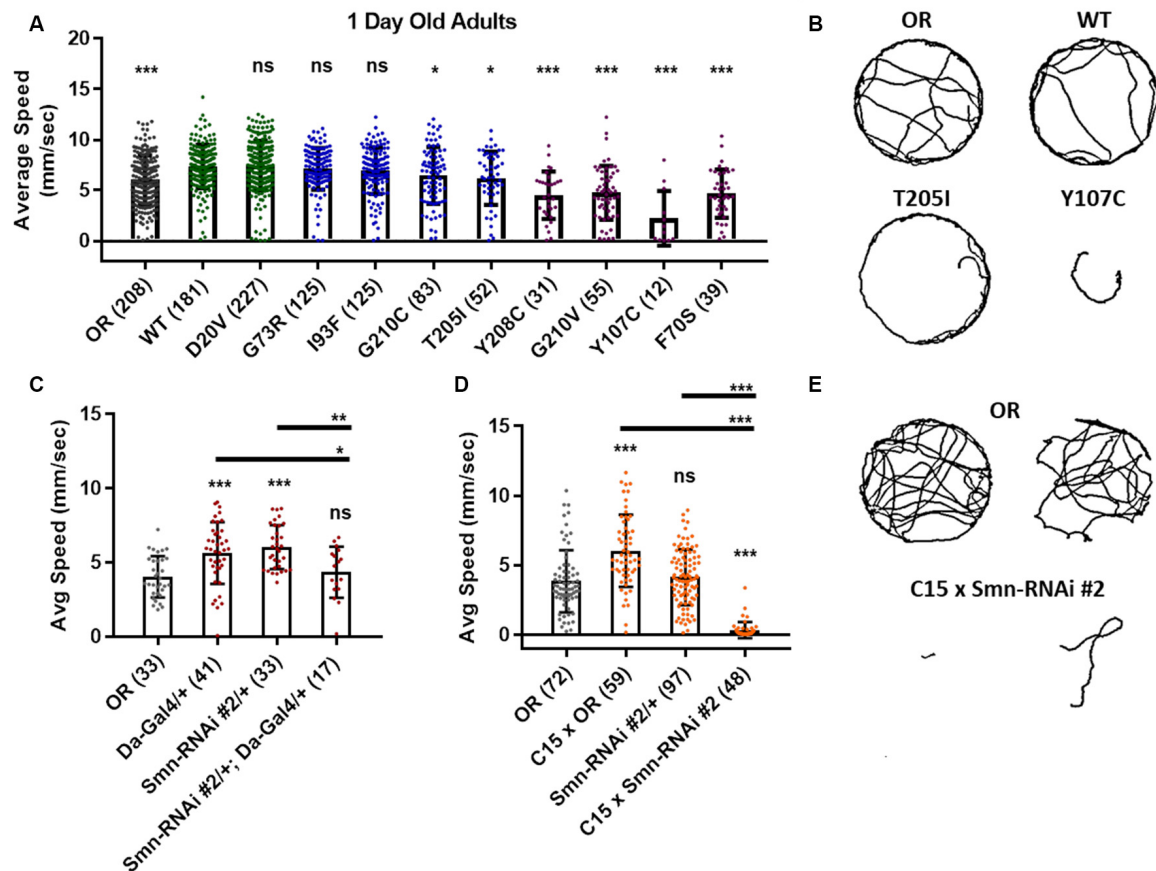 A
1 Day Old Adults
Average Speed
(mm/sec)
20
15
10
5
0
***
ns
ns
ns
*
*
***
***
***
***
OR (208)
WT (181)
D20V (227)
G73R (125)
I93F (125)
G210C (83)
T205I (52)
Y208C (31)
G210V (55)
Y107C (12)
F70S (39)
B
OR
WT
T205I
Y107C
C
Avg Speed (mm/sec)
15
10
5
0
**
*
***
***
ns
OR (33)
Da-Gal4/+ (41)
Smn-RNAi #2/+ (33)
Smn-RNAi #2/+; Da-Gal4/+ (17)
D
Avg Speed (mm/sec)
15
10
5
0
***
***
***
ns
***
OR (72)
C15 x OR (59)
Smn-RNAi #2/+ (97)
C15 x Smn-RNAi #2 (48)
E
OR
C15 x Smn-RNAi #2